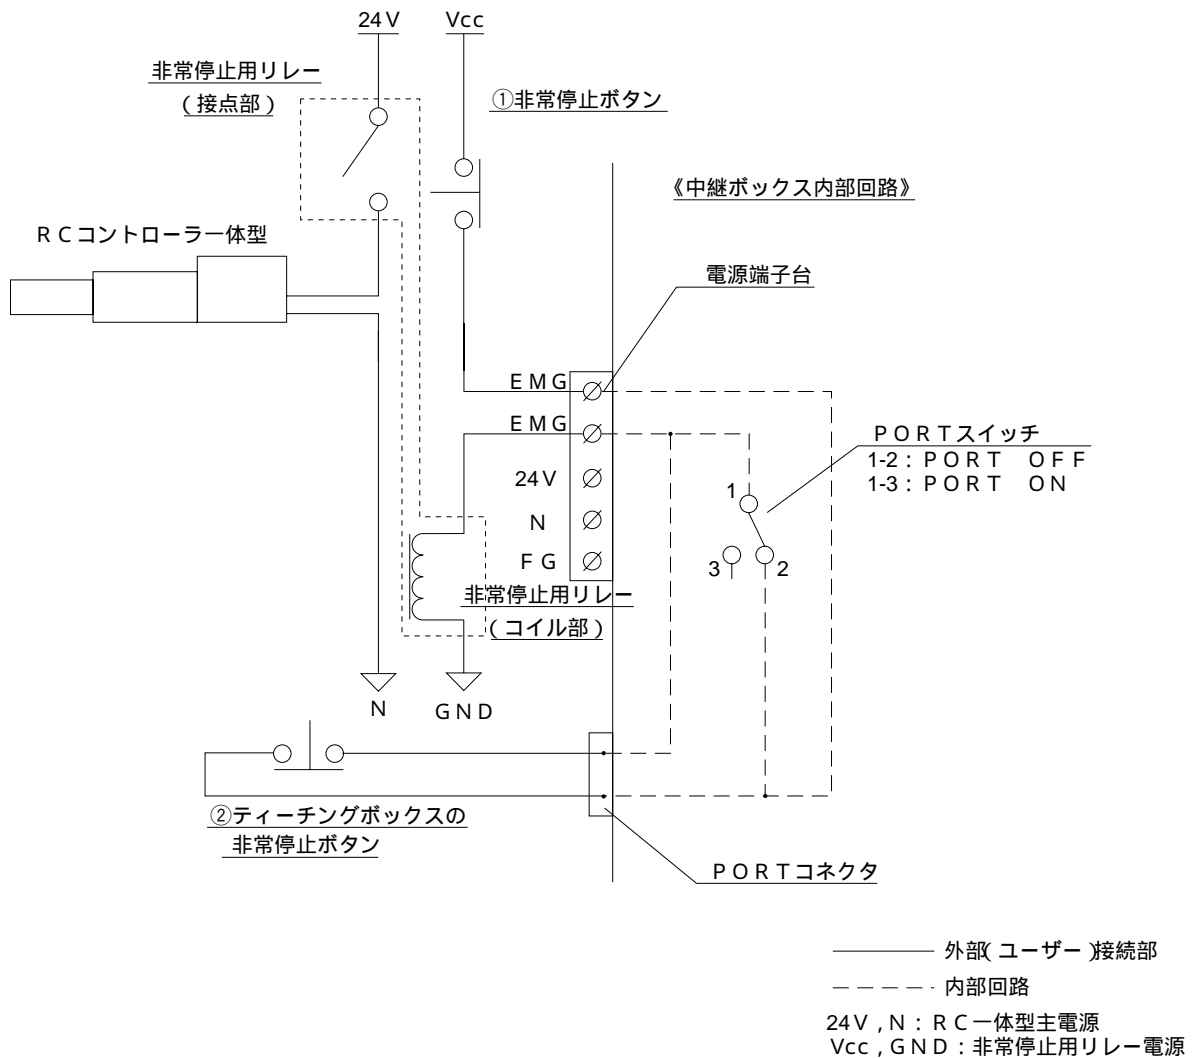 24V
Vcc
非常停止用リレー
(接点部)
①非常停止ボタン
《中継ボックス内部回路》
RCコントローラ一体型
電源端子台
EMG
EMG
24V
N
FG
PORTスイッチ
1-2:PORT OFF
1-3:PORT ON
1
3
2
非常停止用リレー
(コイル部)
N
GND
②ティーチングボックスの
非常停止ボタン
PORTコネクタ
外部(ユーザー)接続部
内部回路
24V,N:RC一体型主電源
Vcc,GND:非常停止用リレー電源